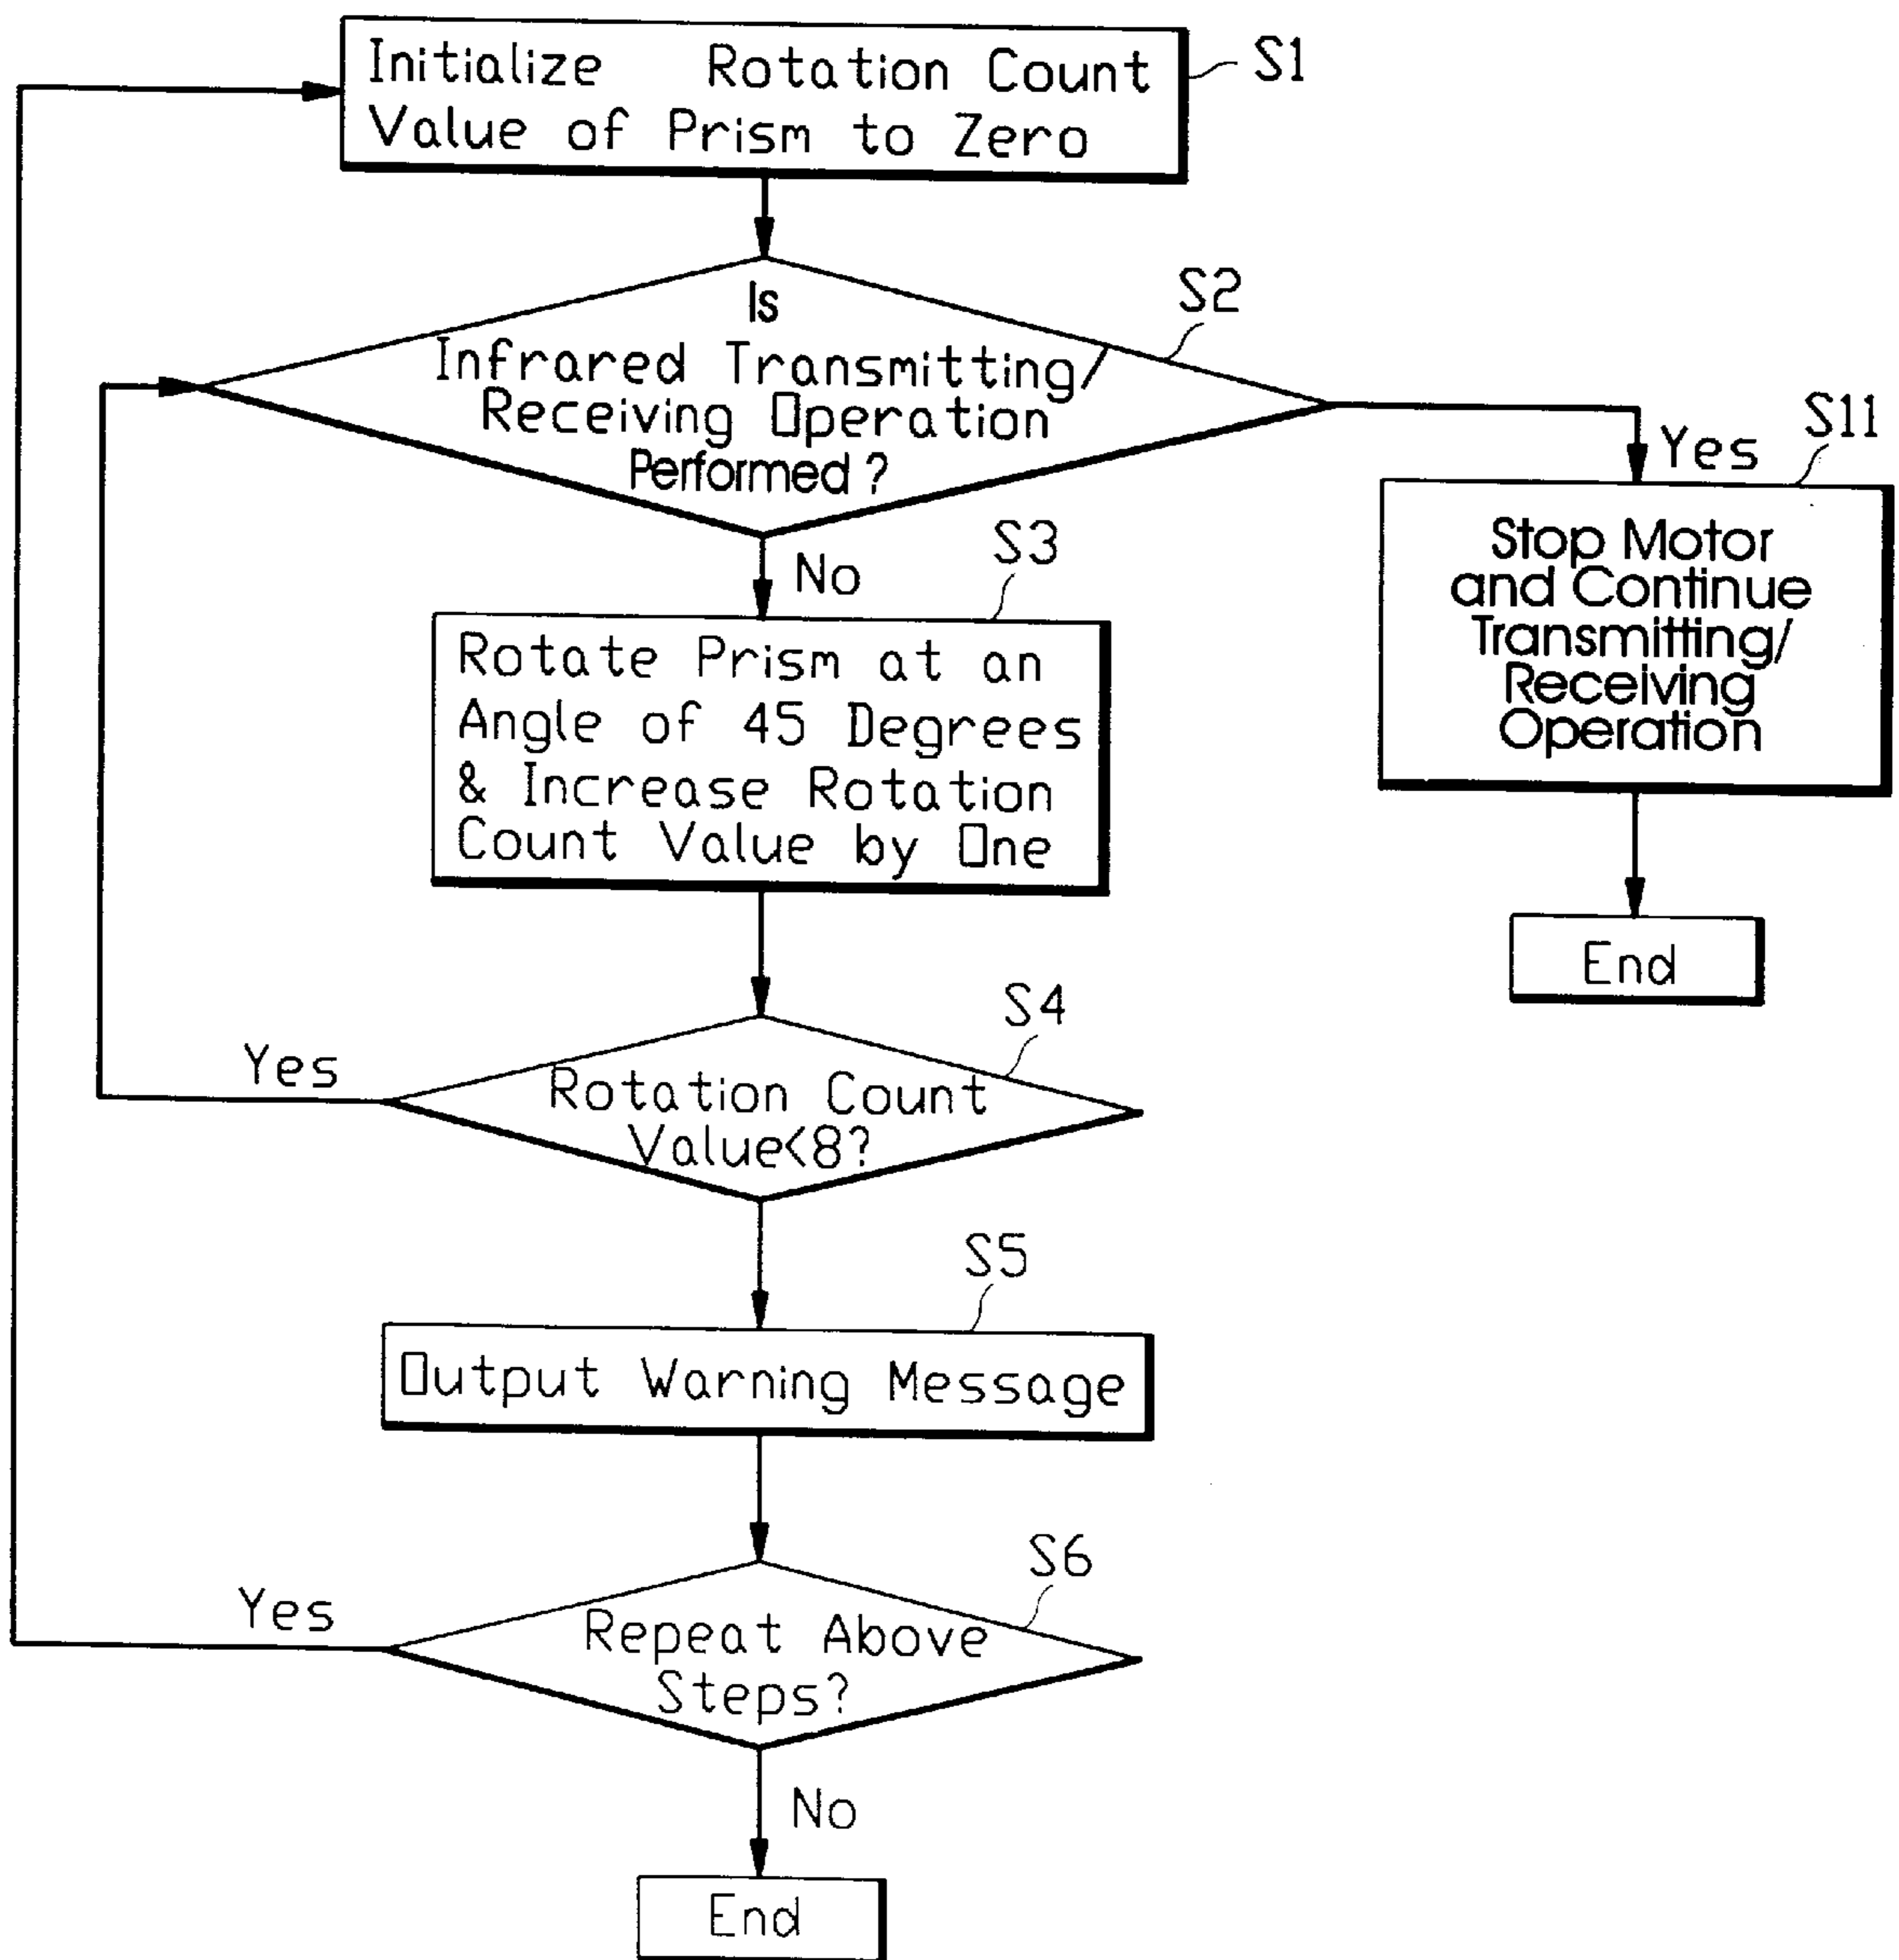 Initialize Rotation Count
Value of Prism to Zero
S1
Is
Infrared Transmitting/
Receiving Operation
Performed?
S2
Yes
S11
Stop Motor
and Continue
Transmitting/
Receiving
Operation
End
No
S3
Rotate Prism at an
Angle of 45 Degrees
& Increase Rotation
Count Value by One
S4
Yes
Rotation Count
Value<8?
S5
Output Warning Message
S6
Yes
Repeat Above
Steps?
No
End